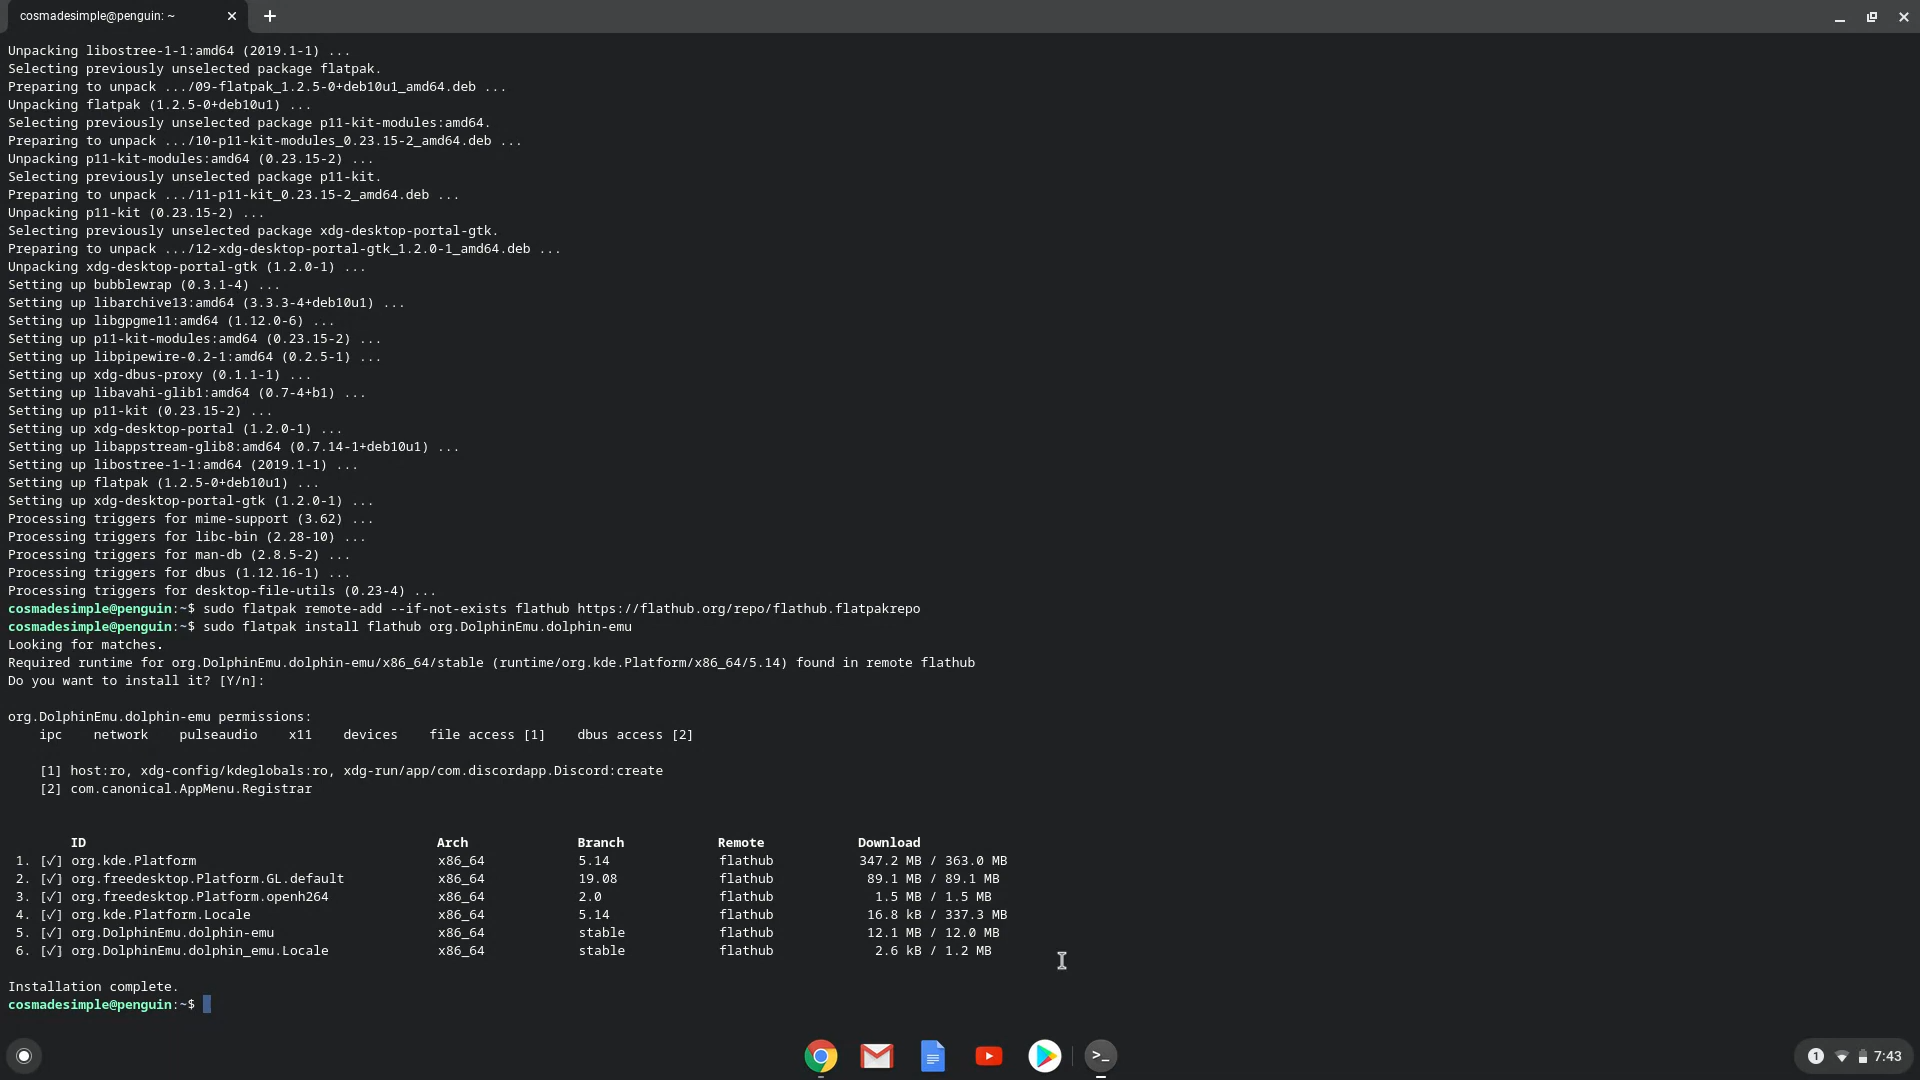 cosmadesimple@penguin: ~
Unpacking libostree-1-1:amd64 (2019.1-1) ...
Selecting previously unselected package flatpak.
Preparing to unpack .../09-flatpak_1.2.5-0+deb10u1_amd64.deb ...
Unpacking flatpak (1.2.5-0+deb10u1) ...
Selecting previously unselected package p11-kit-modules:amd64.
Preparing to unpack .../10-p11-kit-modules_0.23.15-2_amd64.deb ...
Unpacking p11-kit-modules:amd64 (0.23.15-2) ...
Selecting previously unselected package p11-kit.
Preparing to unpack .../11-p11-kit_0.23.15-2_amd64.deb ...
Unpacking p11-kit (0.23.15-2) ...
Selecting previously unselected package xdg-desktop-portal-gtk.
Preparing to unpack .../12-xdg-desktop-portal-gtk_1.2.0-1_amd64.deb ...
Unpacking xdg-desktop-portal-gtk (1.2.0-1) ...
Setting up bubblewrap (0.3.1-4) ...
Setting up libarchive13:amd64 (3.3.3-4+deb10u1) ...
Setting up libgpgme11:amd64 (1.12.0-6) ...
Setting up p11-kit-modules:amd64 (0.23.15-2) ...
Setting up libpipewire-0.2-1:amd64 (0.2.5-1) ...
Setting up xdg-dbus-proxy (0.1.1-1) ...
Setting up libavahi-glib1:amd64 (0.7-4+b1) ...
Setting up p11-kit (0.23.15-2) ...
Setting up xdg-desktop-portal (1.2.0-1) ...
Setting up libappstream-glib8:amd64 (0.7.14-1+deb10u1) ...
Setting up libostree-1-1:amd64 (2019.1-1) ...
Setting up flatpak (1.2.5-0+deb10u1) ...
Setting up xdg-desktop-portal-gtk (1.2.0-1) ...
Processing triggers for mime-support (3.62) ...
Processing triggers for libc-bin (2.28-10) ...
Processing triggers for man-db (2.8.5-2) ...
Processing triggers for dbus (1.12.16-1) ...
Processing triggers for desktop-file-utils (0.23-4) ...
cosmadesimple@penguin:~$ sudo flatpak remote-add --if-not-exists flathub https://flathub.org/repo/flathub.flatpakrepo
cosmadesimple@penguin:~$ sudo flatpak install flathub org.DolphinEmu.dolphin-emu
Looking for matches.
Required runtime for org.DolphinEmu.dolphin-emu/x86_64/stable (runtime/org.kde.Platform/x86_64/5.14) found in remote flathub
Do you want to install it? [Y/n]:
org.DolphinEmu.dolphin-emu permissions:
ipc network pulseaudio x11 devices file access [1] dbus access [2]
[1] host:ro, xdg-config/kdeglobals:ro, xdg-run/app/com.discordapp.Discord:create
[2] com.canonical.AppMenu.Registrar
ID Arch Branch Remote Download
1. [✓] org.kde.Platform x86_64 5.14 flathub 347.2 MB / 363.0 MB
2. [✓] org.freedesktop.Platform.GL.default x86_64 19.08 flathub 89.1 MB / 89.1 MB
3. [✓] org.freedesktop.Platform.openh264 x86_64 2.0 flathub 1.5 MB / 1.5 MB
4. [✓] org.kde.Platform.Locale x86_64 5.14 flathub 16.8 kB / 337.3 MB
5. [✓] org.DolphinEmu.dolphin-emu x86_64 stable flathub 12.1 MB / 12.0 MB
6. [✓] org.DolphinEmu.dolphin_emu.Locale x86_64 stable flathub 2.6 kB / 1.2 MB
Installation complete.
cosmadesimple@penguin:~$
>_
1 7:43